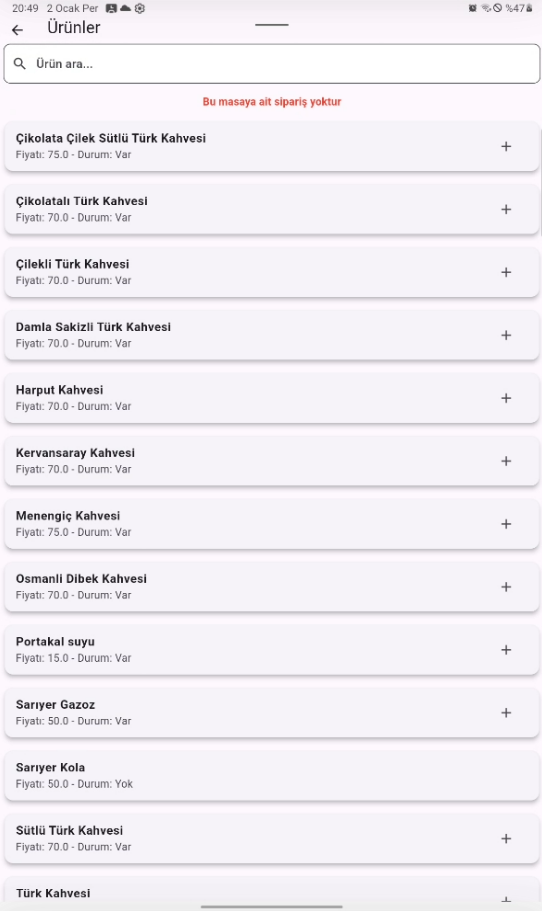 20:49 2 Ocak Per %47
Ürünler
Ürün ara...
Bu masaya ait sipariş yoktur
Çikolata Çilek Sütlü Türk Kahvesi
Fiyatı: 75.0 - Durum: Var
Çikolatalı Türk Kahvesi
Fiyatı: 70.0 - Durum: Var
Çilekli Türk Kahvesi
Fiyatı: 70.0 - Durum: Var
Damla Sakizli Türk Kahvesi
Fiyatı: 70.0 - Durum: Var
Harput Kahvesi
Fiyatı: 70.0 - Durum: Var
Kervansaray Kahvesi
Fiyatı: 70.0 - Durum: Var
Menengiç Kahvesi
Fiyatı: 75.0 - Durum: Var
Osmanli Dibek Kahvesi
Fiyatı: 70.0 - Durum: Var
Portakal suyu
Fiyatı: 15.0 - Durum: Var
Sarıyer Gazoz
Fiyatı: 50.0 - Durum: Var
Sarıyer Kola
Fiyatı: 50.0 - Durum: Yok
Sütlü Türk Kahvesi
Fiyatı: 70.0 - Durum: Var
Türk Kahvesi